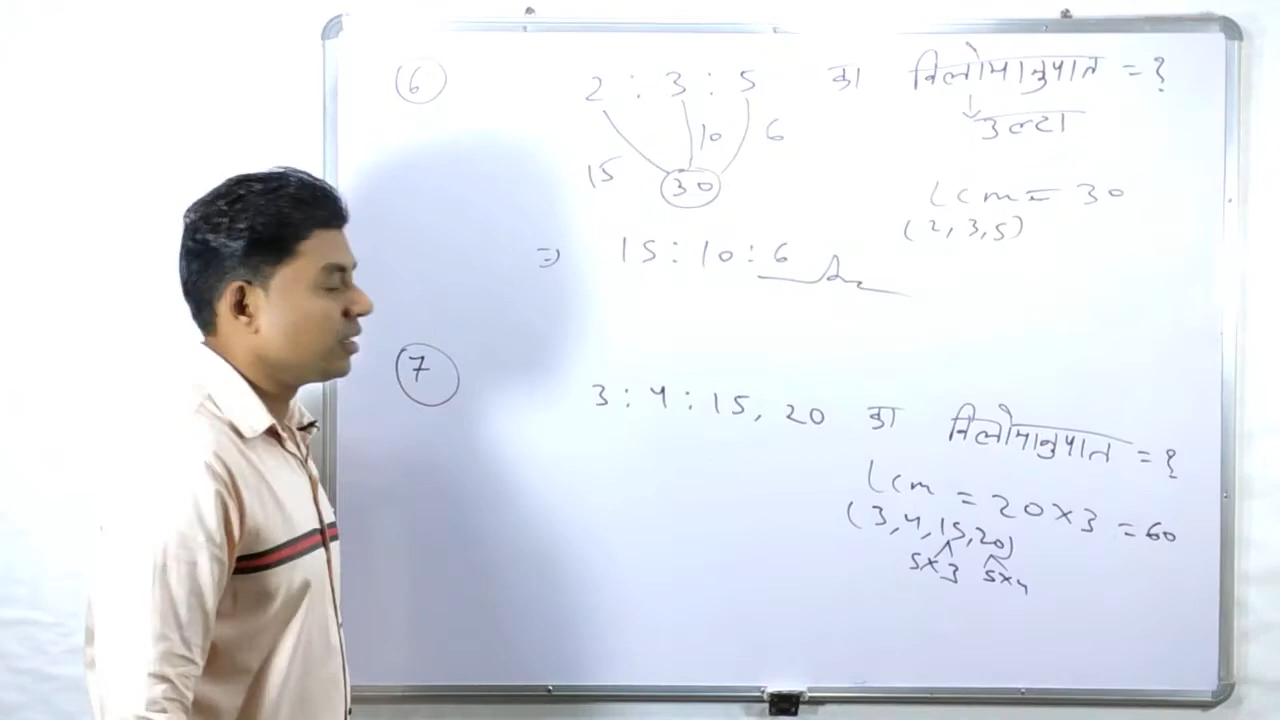 6 2 : 3 : 5 का विलोमानुपात = ?
↓
उल्टा
15 10 6
30
Lcm = 30
(2, 3, 5)
⇒ 15 : 10 : 6 Ans
7 3 : 4 : 15, 20 का विलोमानुपात = ?
Lcm = 20×3 = 60
(3, 4, 15, 20)
5×3 5×4